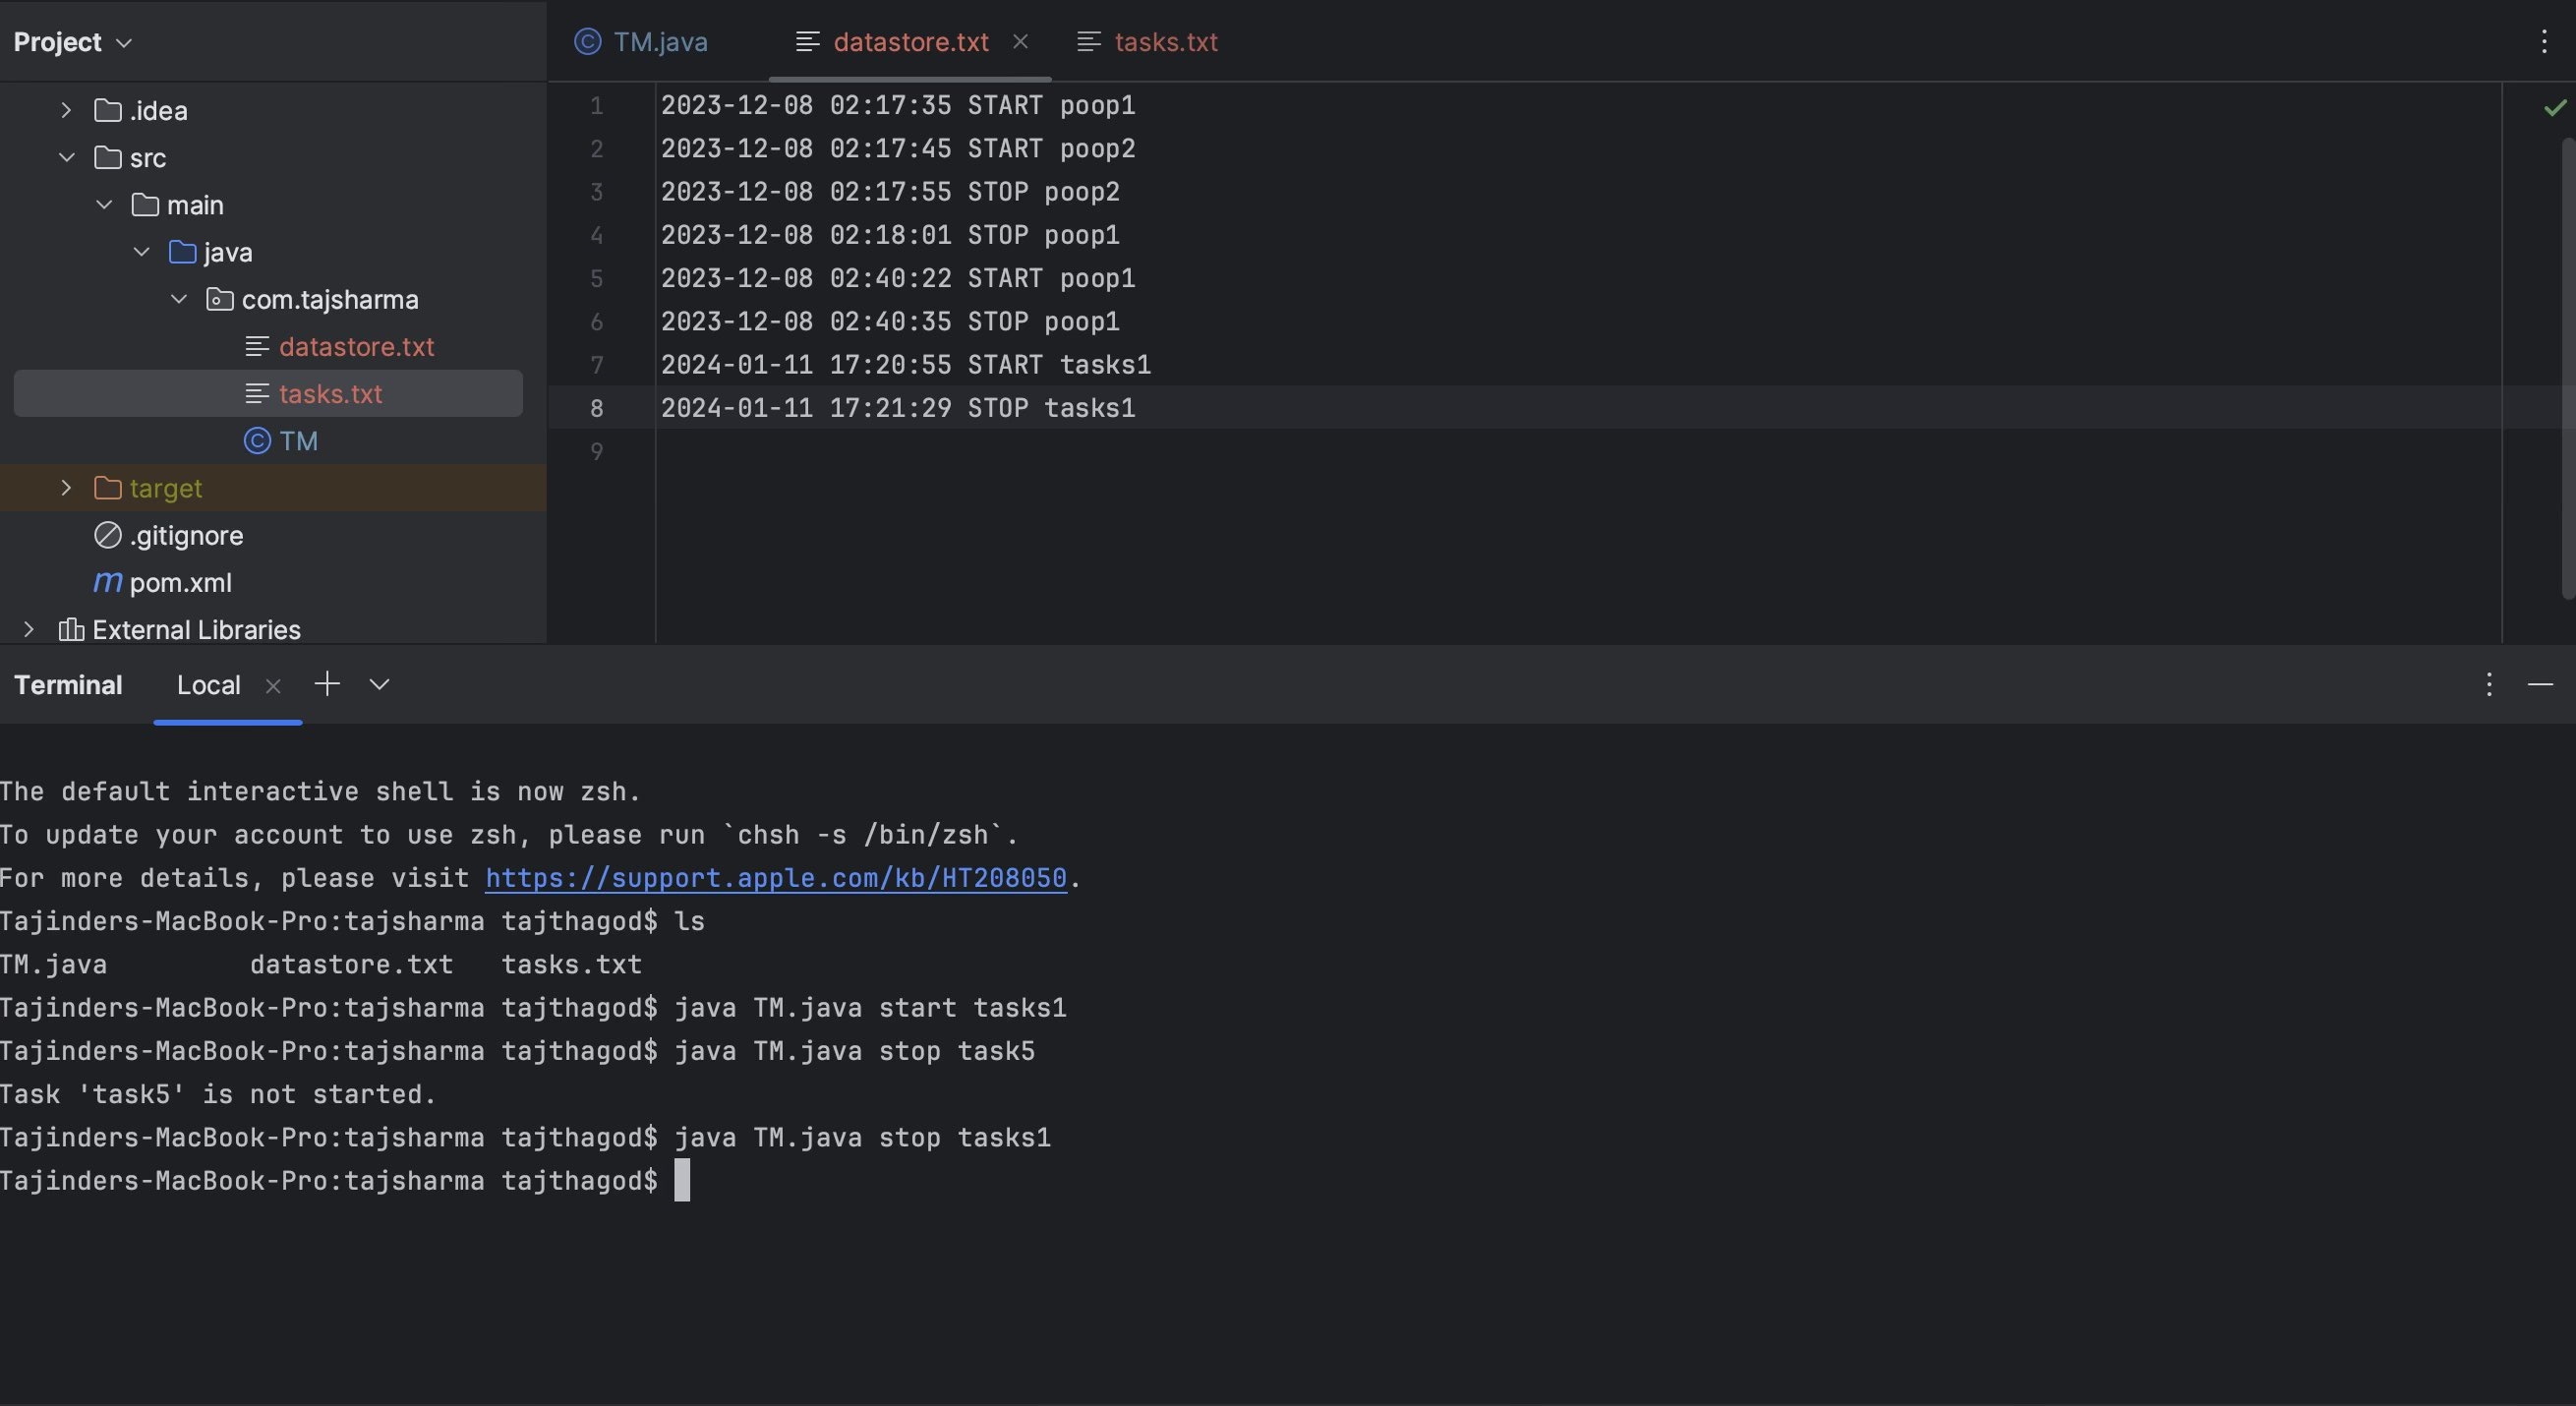 Project
TM.java datastore.txt tasks.txt
.idea
src
main
java
com.tajsharma
datastore.txt
tasks.txt
TM
target
.gitignore
pom.xml
External Libraries
1 2023-12-08 02:17:35 START poop1
2 2023-12-08 02:17:45 START poop2
3 2023-12-08 02:17:55 STOP poop2
4 2023-12-08 02:18:01 STOP poop1
5 2023-12-08 02:40:22 START poop1
6 2023-12-08 02:40:35 STOP poop1
7 2024-01-11 17:20:55 START tasks1
8 2024-01-11 17:21:29 STOP tasks1
9
Terminal Local
The default interactive shell is now zsh.
To update your account to use zsh, please run `chsh -s /bin/zsh`.
For more details, please visit https://support.apple.com/kb/HT208050.
Tajinders-MacBook-Pro:tajsharma tajthagod$ ls
TM.java datastore.txt tasks.txt
Tajinders-MacBook-Pro:tajsharma tajthagod$ java TM.java start tasks1
Tajinders-MacBook-Pro:tajsharma tajthagod$ java TM.java stop task5
Task 'task5' is not started.
Tajinders-MacBook-Pro:tajsharma tajthagod$ java TM.java stop tasks1
Tajinders-MacBook-Pro:tajsharma tajthagod$